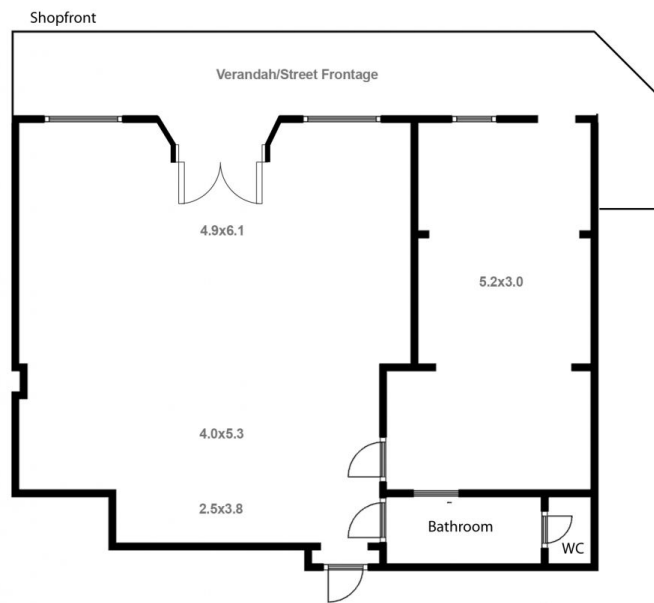 Shopfront
Verandah/Street Frontage
4.9x6.1
5.2x3.0
4.0x5.3
2.5x3.8
Bathroom
WC